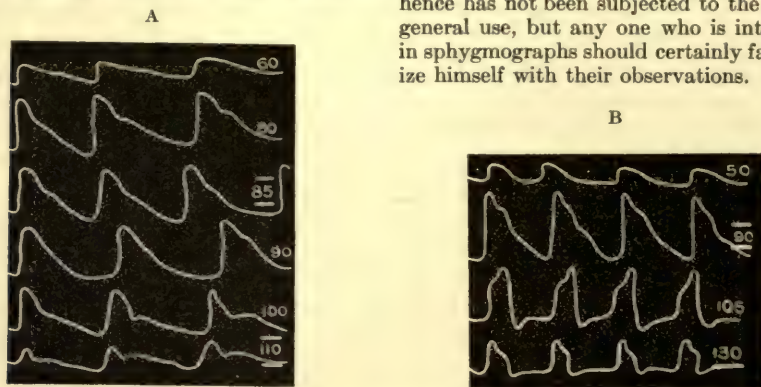 A
hence has not been subjected to the
general use, but any one who is int
in sphygmographs should certainly fa
ize himself with their observations.
B
60
80
85
90
100
110
50
80
105
130